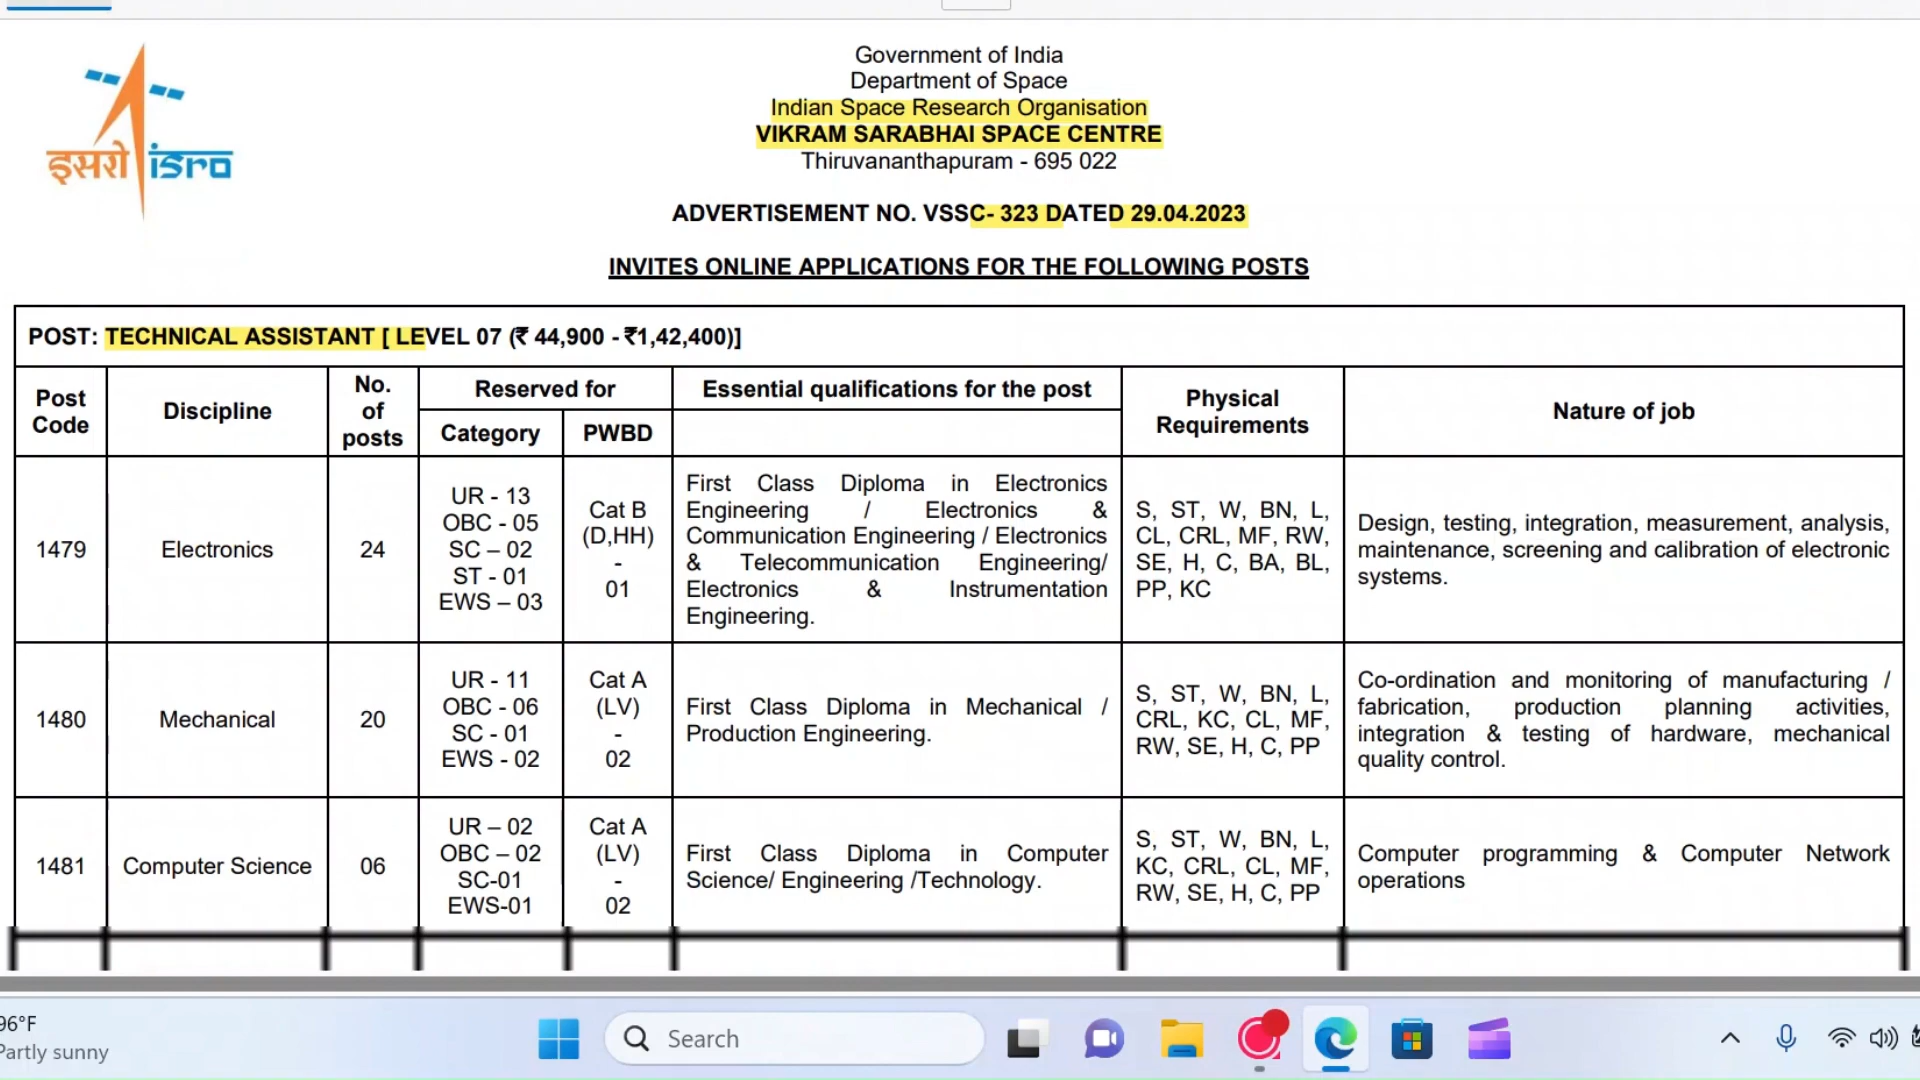 Government of India
Department of Space
Indian Space Research Organisation
VIKRAM SARABHAI SPACE CENTRE
Thiruvananthapuram - 695 022
इसरो isro
ADVERTISEMENT NO. VSSC- 323 DATED 29.04.2023
INVITES ONLINE APPLICATIONS FOR THE FOLLOWING POSTS
POST: TECHNICAL ASSISTANT [ LEVEL 07 (₹ 44,900 - ₹1,42,400)]
Post
Code
Discipline
No.
of
posts
Reserved for
Category
PWBD
Essential qualifications for the post
Physical
Requirements
Nature of job
1479
Electronics
24
UR - 13
OBC - 05
SC – 02
ST - 01
EWS – 03
Cat B
(D,HH)
-
01
First Class Diploma in Electronics
Engineering / Electronics &
Communication Engineering / Electronics
& Telecommunication Engineering/
Electronics & Instrumentation
Engineering.
S, ST, W, BN, L,
CL, CRL, MF, RW,
SE, H, C, BA, BL,
PP, KC
Design, testing, integration, measurement, analysis,
maintenance, screening and calibration of electronic
systems.
1480
Mechanical
20
UR - 11
OBC - 06
SC - 01
EWS - 02
Cat A
(LV)
-
02
First Class Diploma in Mechanical /
Production Engineering.
S, ST, W, BN, L,
CRL, KC, CL, MF,
RW, SE, H, C, PP
Co-ordination and monitoring of manufacturing /
fabrication, production planning activities,
integration & testing of hardware, mechanical
quality control.
1481
Computer Science
06
UR – 02
OBC – 02
SC-01
EWS-01
Cat A
(LV)
-
02
First Class Diploma in Computer
Science/ Engineering /Technology.
S, ST, W, BN, L,
KC, CRL, CL, MF,
RW, SE, H, C, PP
Computer programming & Computer Network
operations
96°F
Partly sunny
Search